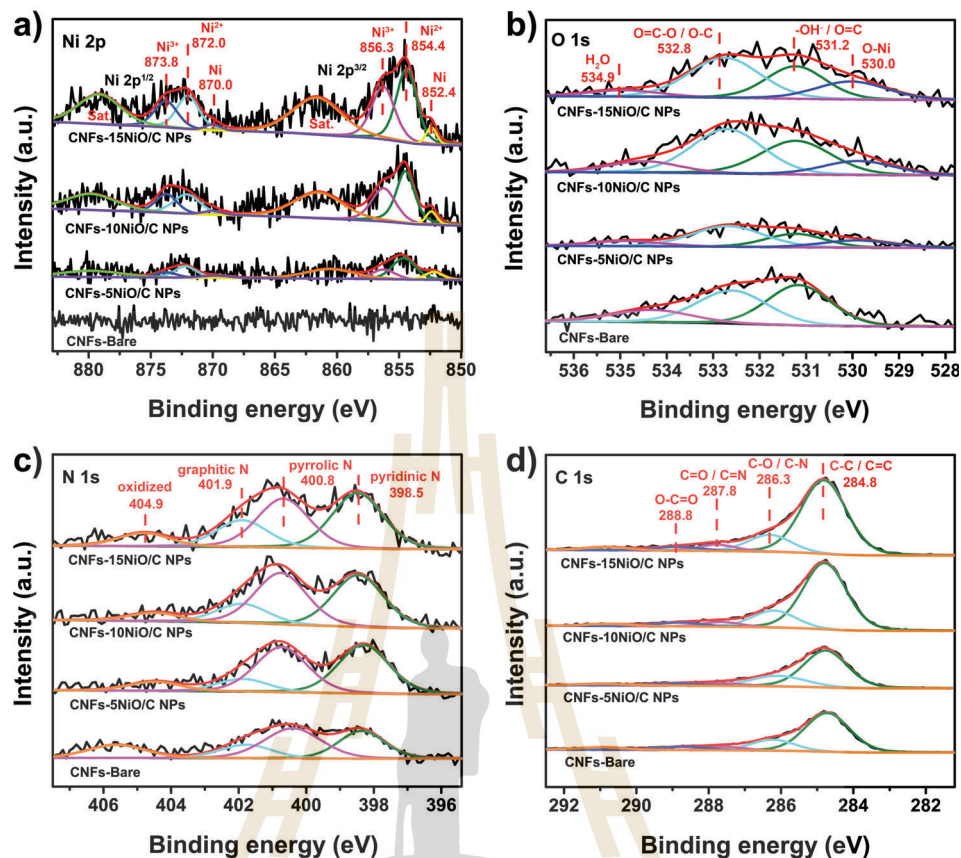 a)
Ni 2p
Ni³⁺
873.8
Ni²⁺
872.0
Ni
870.0
Ni 2p¹ᐟ²
Ni 2p³ᐟ²
Ni³⁺
856.3
Ni²⁺
854.4
Ni
852.4
Sat.
Sat.
CNFs-15NiO/C NPs
CNFs-10NiO/C NPs
CNFs-5NiO/C NPs
CNFs-Bare
Intensity (a.u.)
880 875 870 865 860 855 850
Binding energy (eV)
b)
O 1s
H₂O
534.9
O=C-O / O-C
532.8
-OH⁻ / O=C
531.2
O-Ni
530.0
CNFs-15NiO/C NPs
CNFs-10NiO/C NPs
CNFs-5NiO/C NPs
CNFs-Bare
Intensity (a.u.)
536 535 534 533 532 531 530 529 528
Binding energy (eV)
c)
N 1s
oxidized
404.9
graphitic N
401.9
pyrrolic N
400.8
pyridinic N
398.5
CNFs-15NiO/C NPs
CNFs-10NiO/C NPs
CNFs-5NiO/C NPs
CNFs-Bare
Intensity (a.u.)
406 404 402 400 398 396
Binding energy (eV)
d)
C 1s
O-C=O
288.8
C=O / C=N
287.8
C-O / C-N
286.3
C-C / C=C
284.8
CNFs-15NiO/C NPs
CNFs-10NiO/C NPs
CNFs-5NiO/C NPs
CNFs-Bare
Intensity (a.u.)
292 290 288 286 284 282
Binding energy (eV)